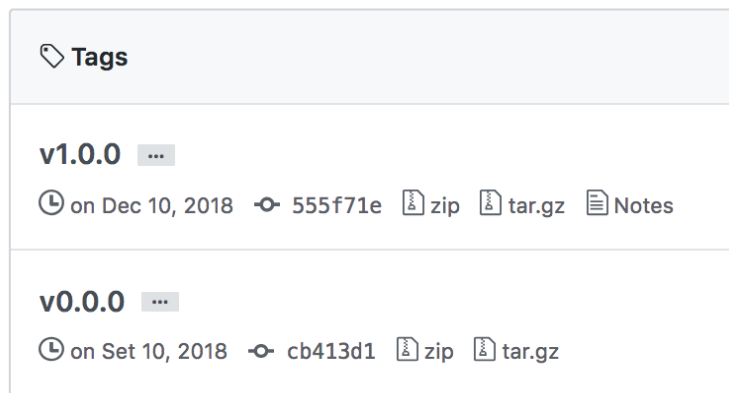 Tags
v1.0.0 ...
on Dec 10, 2018 555f71e zip tar.gz Notes
v0.0.0 ...
on Set 10, 2018 cb413d1 zip tar.gz